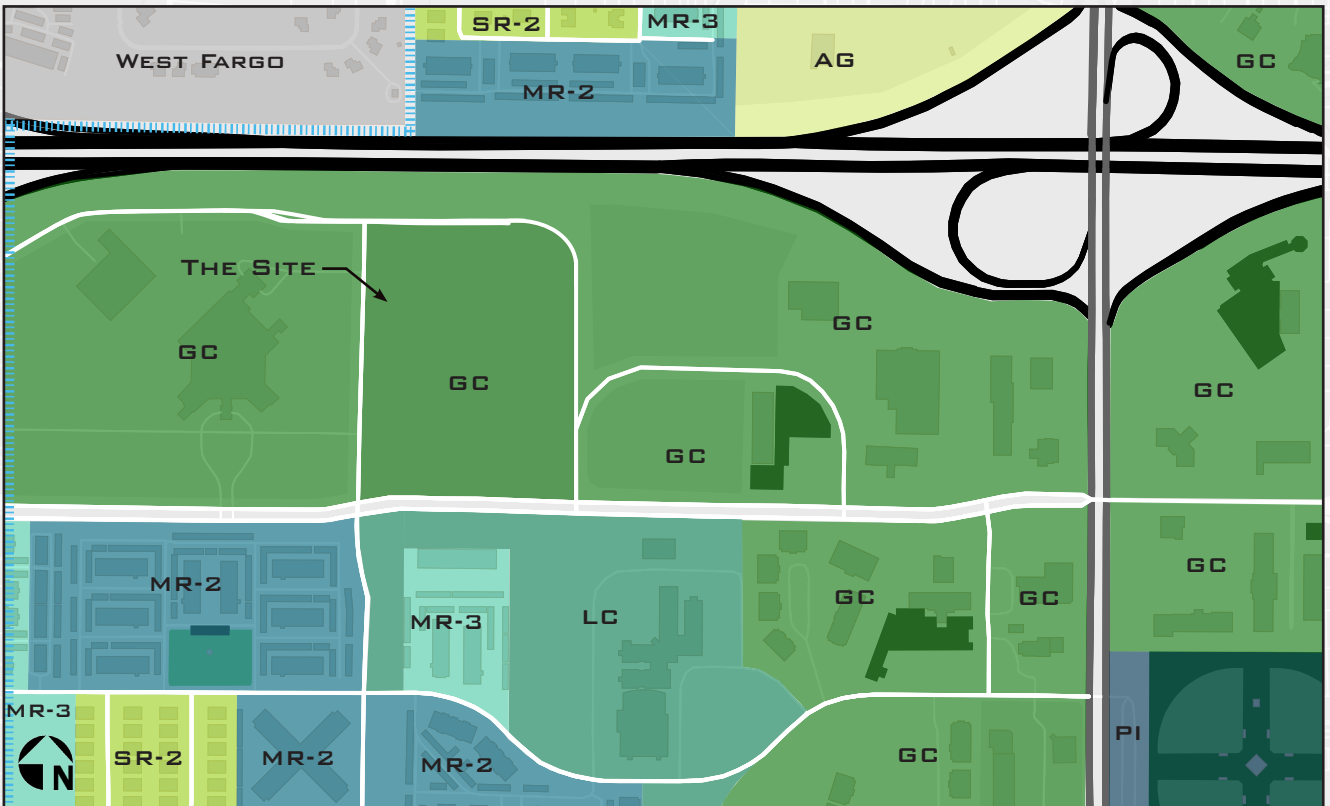 SR-2
MR-3
WEST FARGO
AG
GC
MR-2
THE SITE
GC
GC
GC
GC
GC
GC
MR-2
GC
MR-3
LC
GC
GC
MR-3
SR-2
MR-2
MR-2
GC
PI
N